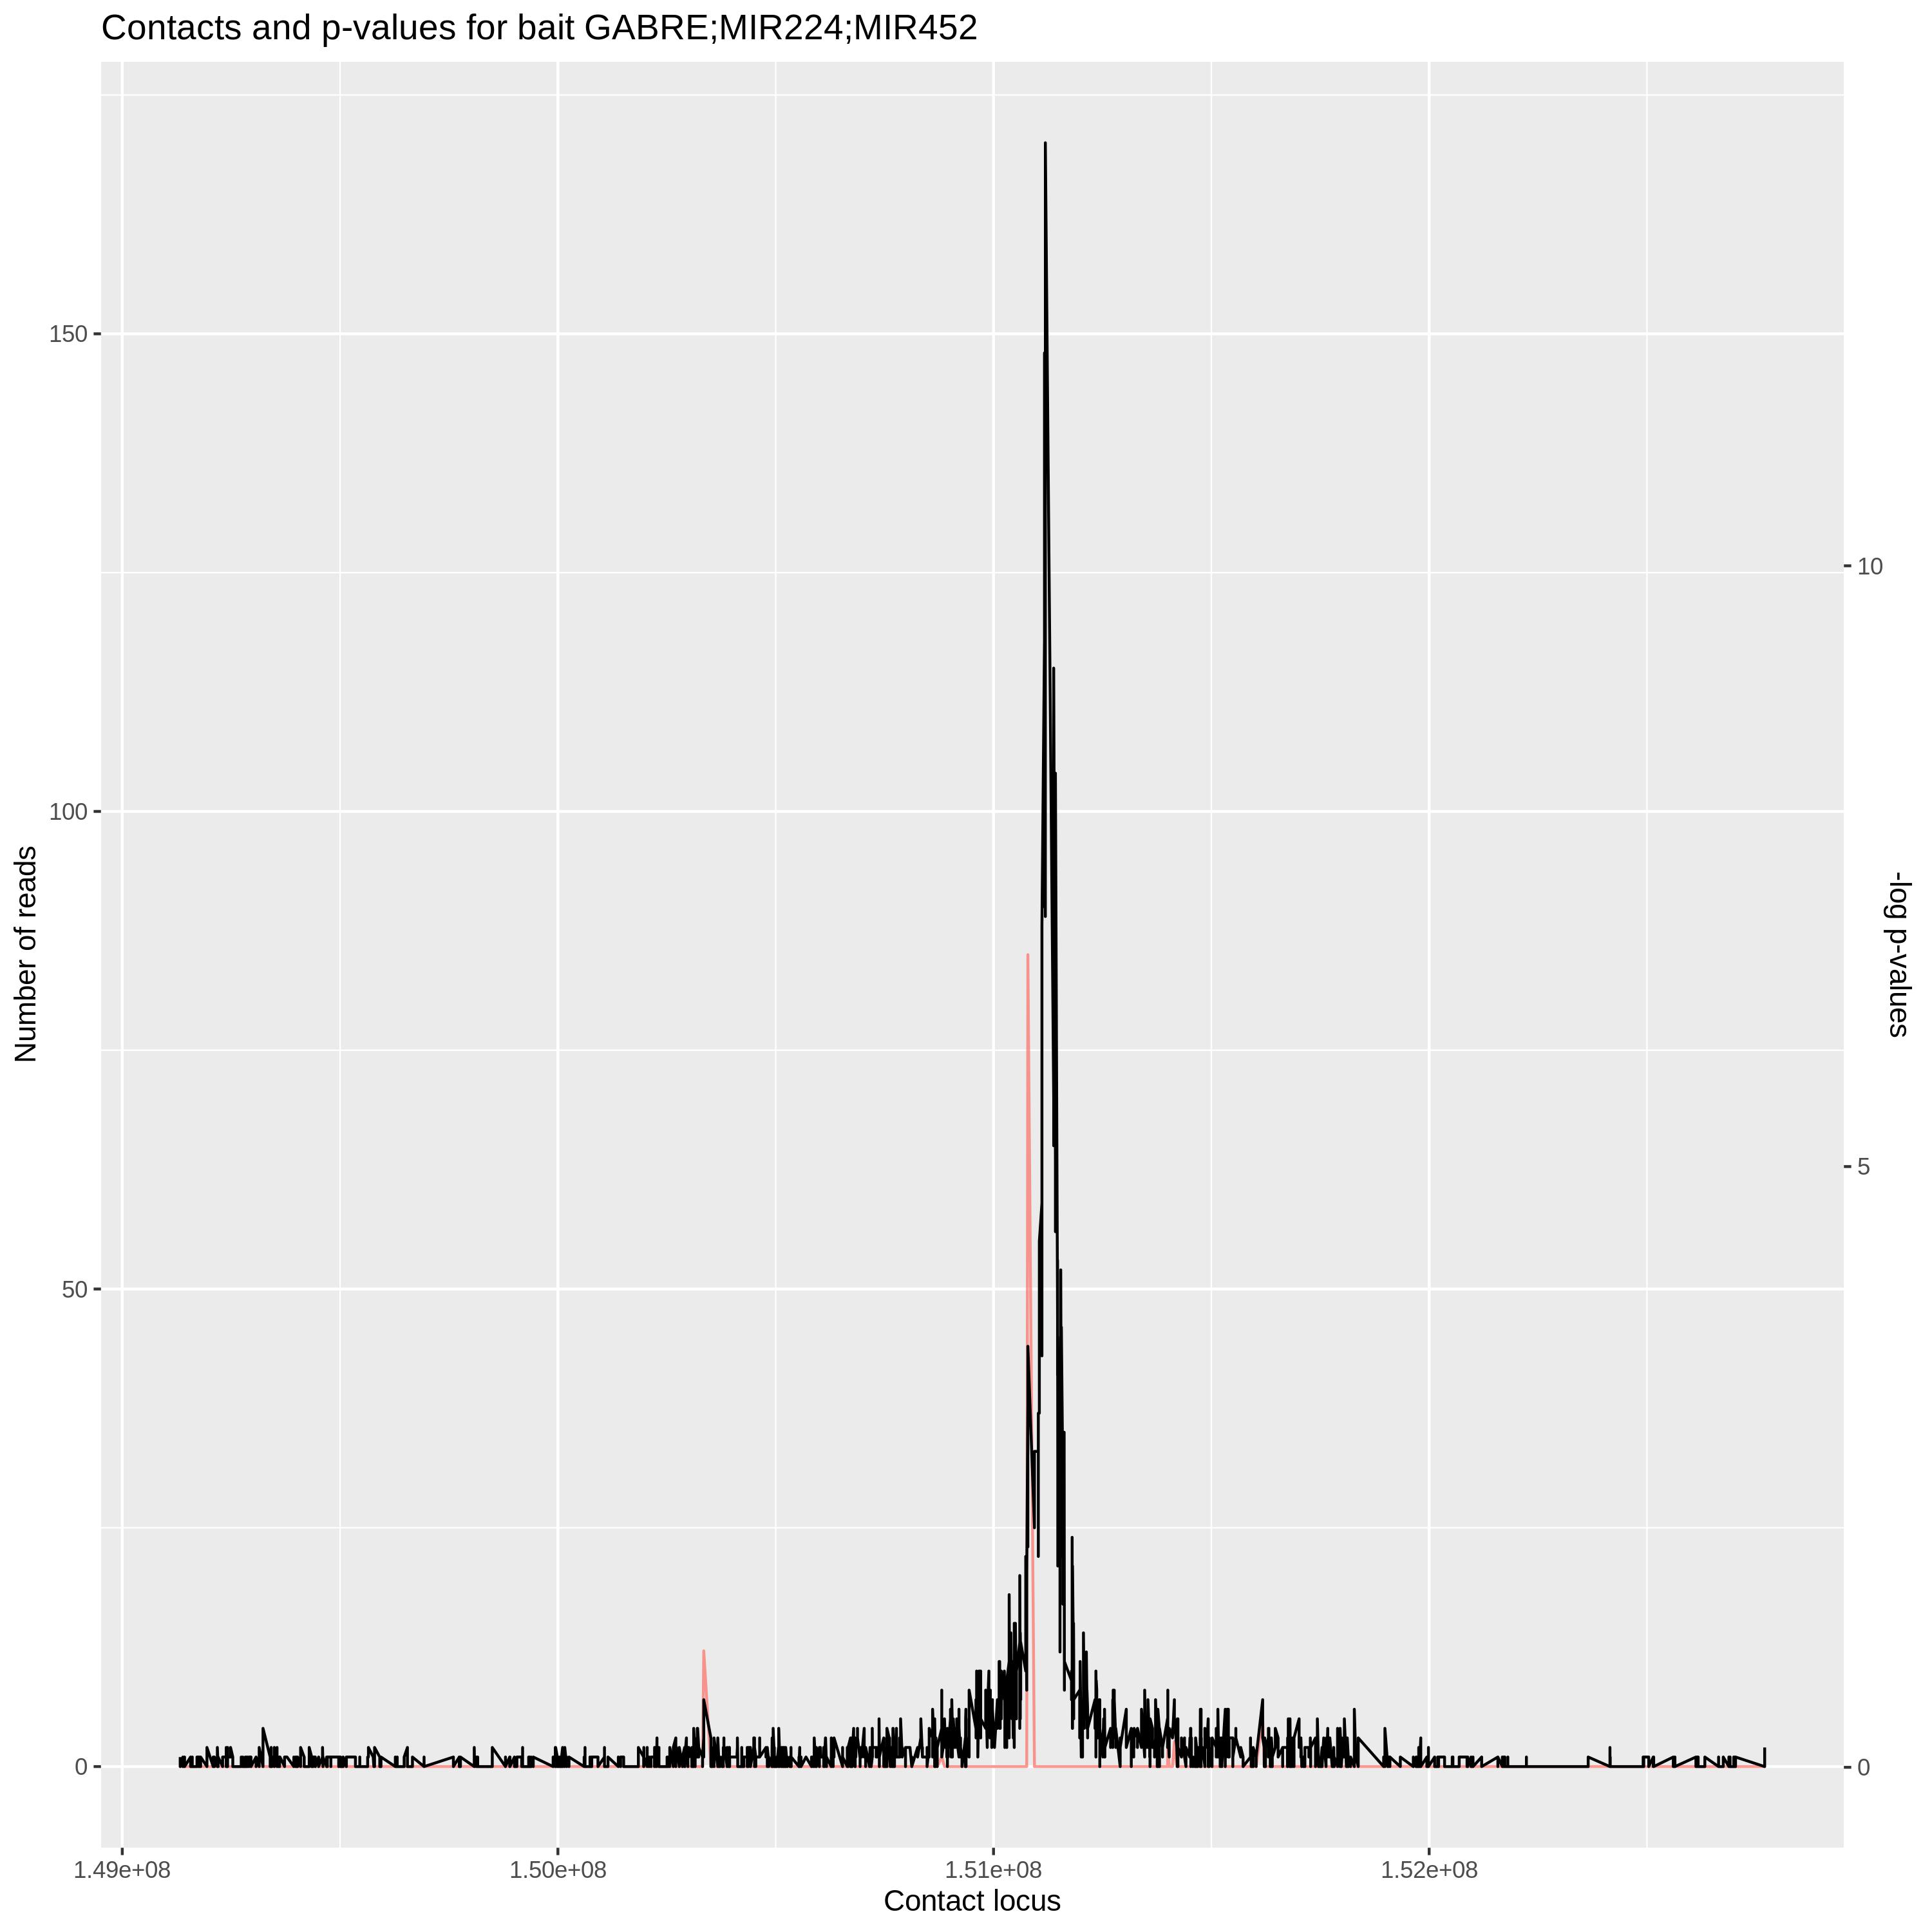 Contacts and p-values for bait GABRE;MIR224;MIR452
150
100
50
0
Number of reads
10
5
0
-log p-values
1.49e+08
1.50e+08
1.51e+08
1.52e+08
Contact locus